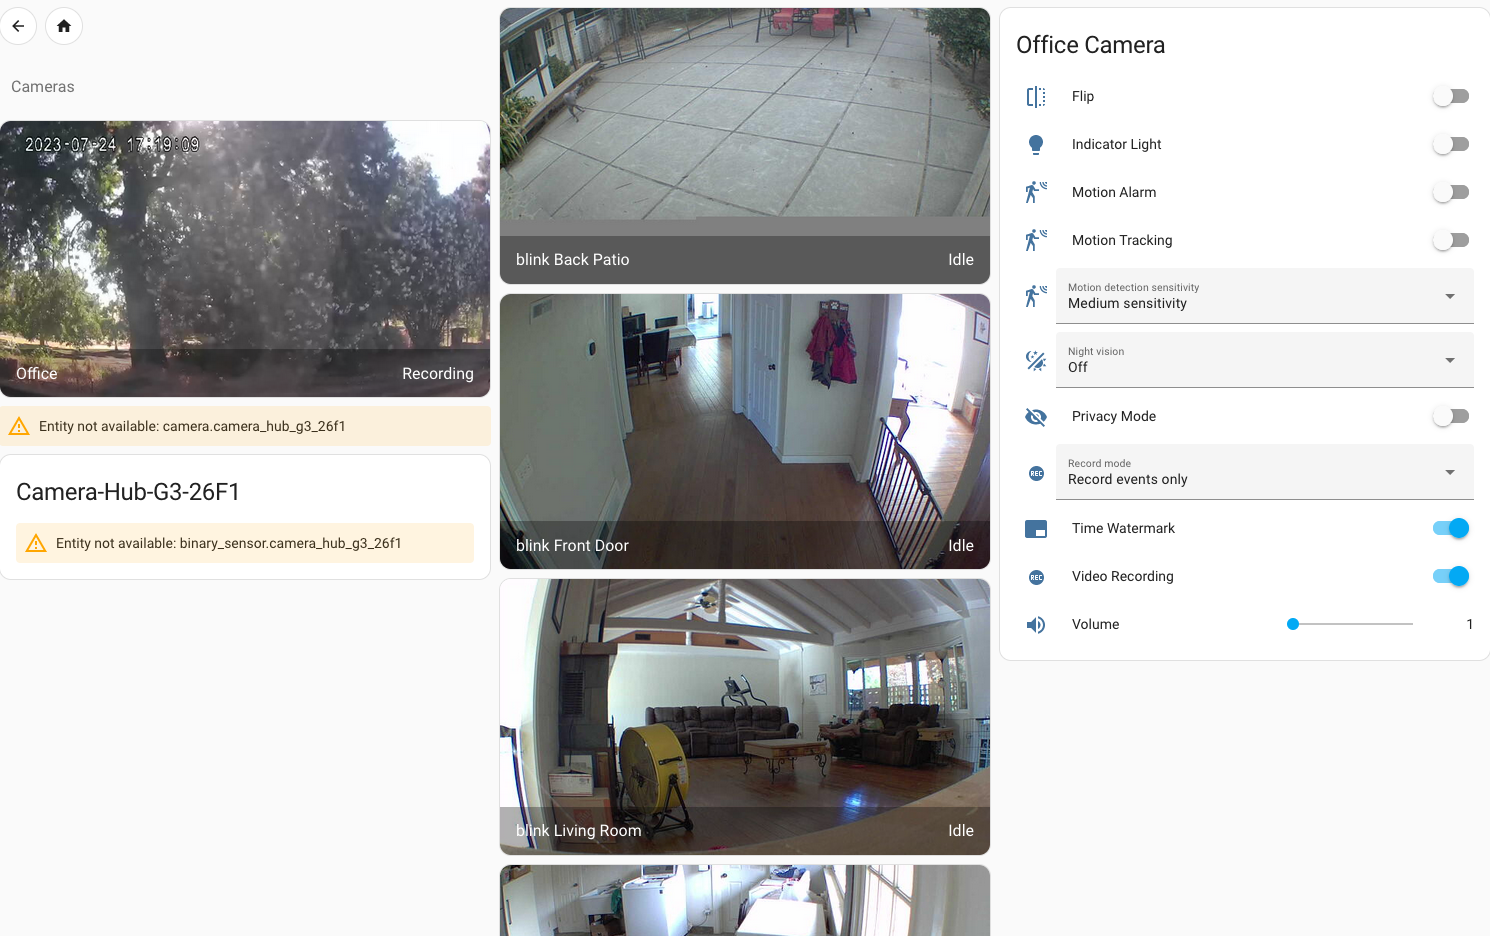 Cameras
2023-07-24 17:19:09
Office
Recording
Entity not available: camera.camera_hub_g3_26f1
Camera-Hub-G3-26F1
Entity not available: binary_sensor.camera_hub_g3_26f1
blink Back Patio
Idle
blink Front Door
Idle
blink Living Room
Idle
Office Camera
Flip
Indicator Light
Motion Alarm
Motion Tracking
Motion detection sensitivity
Medium sensitivity
Night vision
Off
Privacy Mode
REC
Record mode
Record events only
Time Watermark
REC
Video Recording
Volume
1